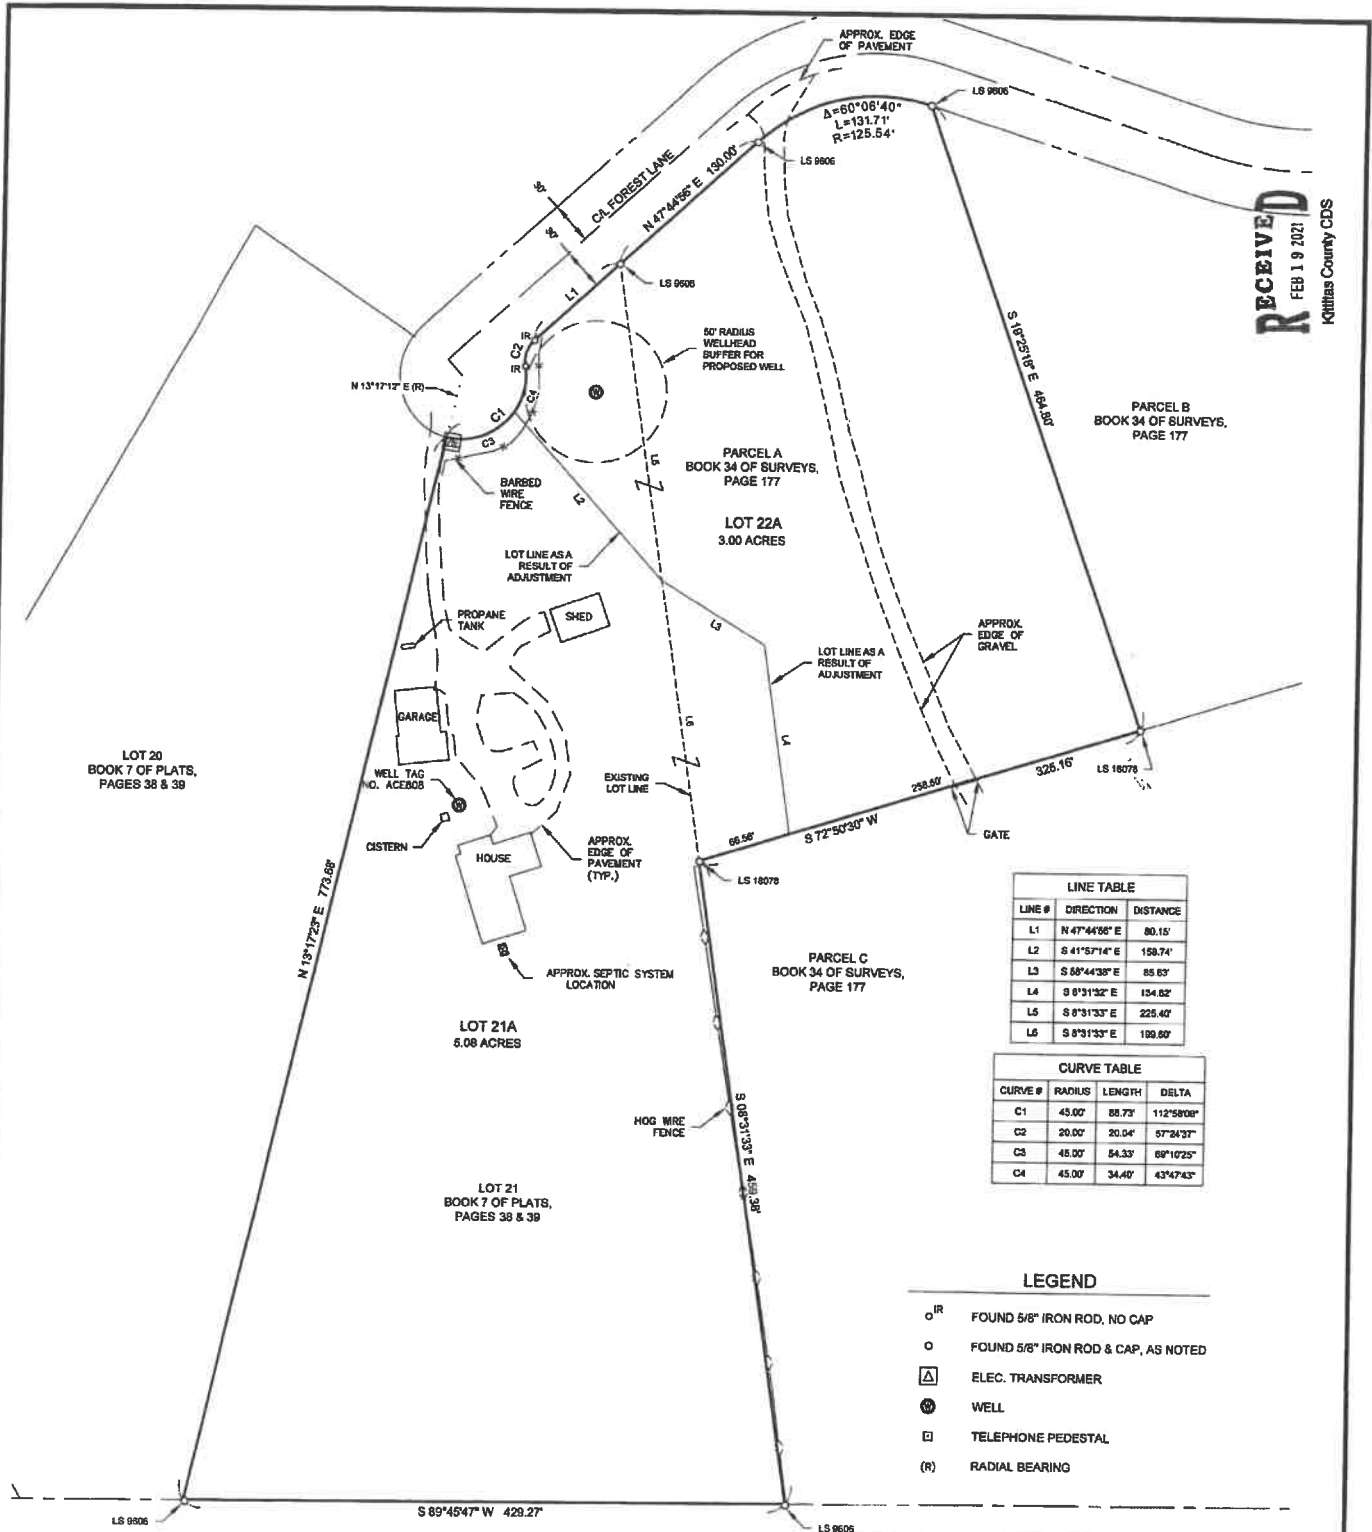 APPROX. EDGE
OF PAVEMENT
LS 9606
Δ=60°06'40"
L=131.71'
R=125.54'
LS 9606
N 47°44'56" E 130.00'
C/L FOREST LANE
LS 9606
L1
IR
C2
IR
50' RADIUS
WELLHEAD
BUFFER FOR
PROPOSED WELL
W
N 13°17'12" E (R)
C1
C4
C3
L5
L2
BARBED
WIRE
FENCE
S 19°25'18" E 464.80'
RECEIVED
FEB 19 2021
Kittitas County CDS
PARCEL B
BOOK 34 OF SURVEYS,
PAGE 177
PARCEL A
BOOK 34 OF SURVEYS,
PAGE 177
LOT 22A
3.00 ACRES
LOT LINE AS A
RESULT OF
ADJUSTMENT
PROPANE
TANK
SHED
L3
APPROX.
EDGE OF
GRAVEL
LOT LINE AS A
RESULT OF
ADJUSTMENT
GARAGE
L6
L4
LOT 20
BOOK 7 OF PLATS,
PAGES 38 & 39
WELL TAG
NO. ACE808
W
CISTERN
HOUSE
EXISTING
LOT LINE
APPROX.
EDGE OF
PAVEMENT
(TYP.)
325.16'
258.60'
66.56'
S 72°50'30" W
LS 18078
GATE
LS 18078
N 13°17'23" E 773.68'
APPROX. SEPTIC SYSTEM
LOCATION
PARCEL C
BOOK 34 OF SURVEYS,
PAGE 177
LOT 21A
5.08 ACRES
HOG WIRE
FENCE
S 08°31'33" E 459.38'
LOT 21
BOOK 7 OF PLATS,
PAGES 38 & 39
LINE TABLE
LINE # DIRECTION DISTANCE
L1 N 47°44'56" E 80.15'
L2 S 41°57'14" E 158.74'
L3 S 58°44'38" E 85.63'
L4 S 8°31'32" E 134.62'
L5 S 8°31'33" E 225.40'
L6 S 8°31'33" E 199.60'
CURVE TABLE
CURVE # RADIUS LENGTH DELTA
C1 45.00' 88.73' 112°58'08"
C2 20.00' 20.04' 57°24'37"
C3 45.00' 54.33' 69°10'25"
C4 45.00' 34.40' 43°47'43"
LEGEND
IR FOUND 5/8" IRON ROD, NO CAP
FOUND 5/8" IRON ROD & CAP, AS NOTED
ELEC. TRANSFORMER
W WELL
TELEPHONE PEDESTAL
(R) RADIAL BEARING
S 89°45'47" W 429.27'
LS 9606
LS 9606